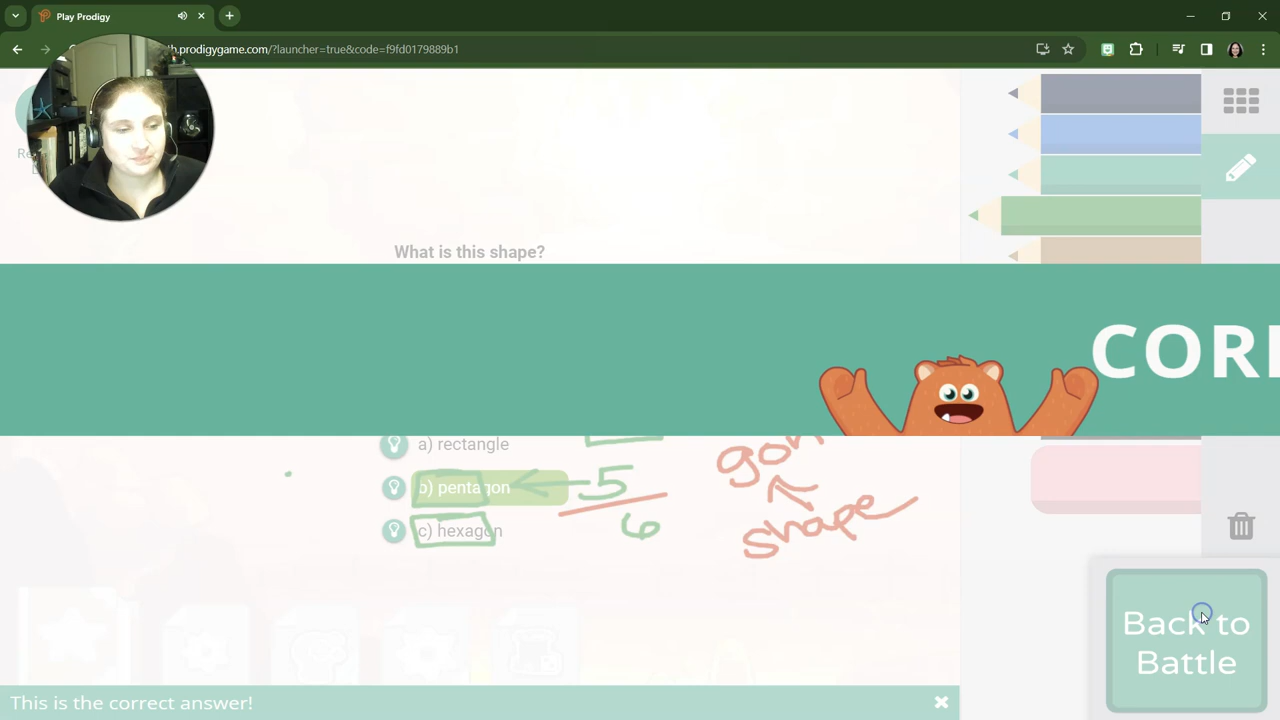 Play Prodigy
th.prodigygame.com/?launcher=true&code=f9fd0179889b1
What is this shape?
CORR
a) rectangle
b) pentagon
5
c) hexagon
6
gon
shape
Back to
Battle
This is the correct answer!